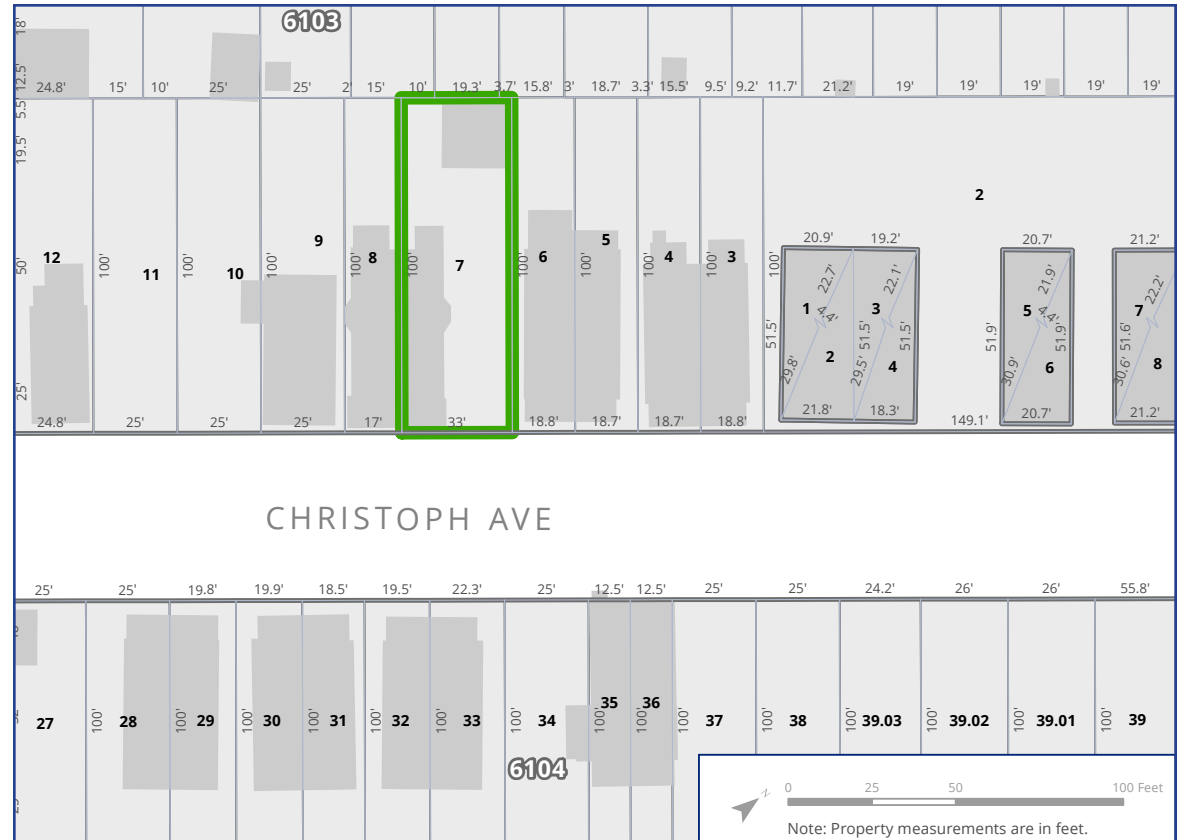 6103
18'
12.5'
24.8' 15' 10' 25' 25' 2' 15' 10' 19.3' 3.7' 15.8' 3' 18.7' 3.3' 15.5' 9.5' 9.2' 11.7' 21.2' 19' 19' 19' 19' 19'
5.5'
19.5'
2
20.9' 19.2' 20.7' 21.2'
50' 12 100' 11 100' 10 100' 9 100' 8 100' 7 100' 6 5 100' 4 100' 3 100'
22.7' 22.1' 21.9' 22.2'
1 4.4' 3 5 4.4' 7
51.5' 51.5' 51.5' 51.9' 51.9' 51.6'
2 4 6 8
29.8' 29.5' 30.9' 30.6'
25'
21.8' 18.3' 20.7' 21.2'
24.8' 25' 25' 25' 17' 33' 18.8' 18.7' 18.7' 18.8' 149.1'
CHRISTOPH AVE
25' 25' 19.8' 19.9' 18.5' 19.5' 22.3' 25' 12.5' 12.5' 25' 25' 24.2' 26' 26' 55.8'
27 100' 28 100' 29 100' 30 100' 31 100' 32 100' 33 100' 34 100' 35 100' 36 100' 37 100' 38 100' 39.03 100' 39.02 100' 39.01 100' 39
6104
N
0 25 50 100 Feet
Note: Property measurements are in feet.